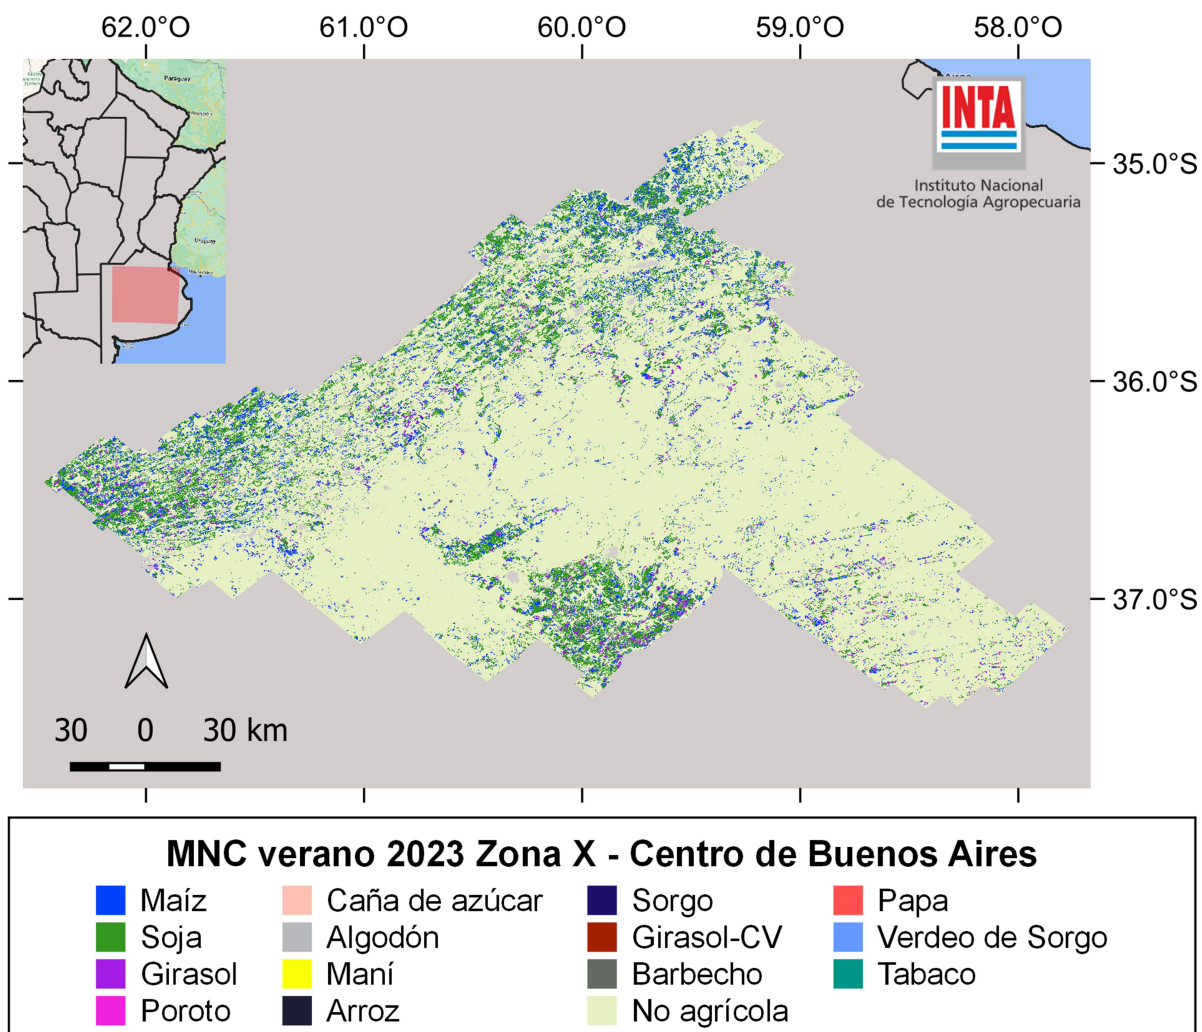 62.0°O 61.0°O 60.0°O 59.0°O 58.0°O
Paraguay
Uruguay
INTA
Instituto Nacional
de Tecnología Agropecuaria
35.0°S
36.0°S
37.0°S
30 0 30 km
MNC verano 2023 Zona X - Centro de Buenos Aires
Maíz Caña de azúcar Sorgo Papa
Soja Algodón Girasol-CV Verdeo de Sorgo
Girasol Maní Barbecho Tabaco
Poroto Arroz No agrícola